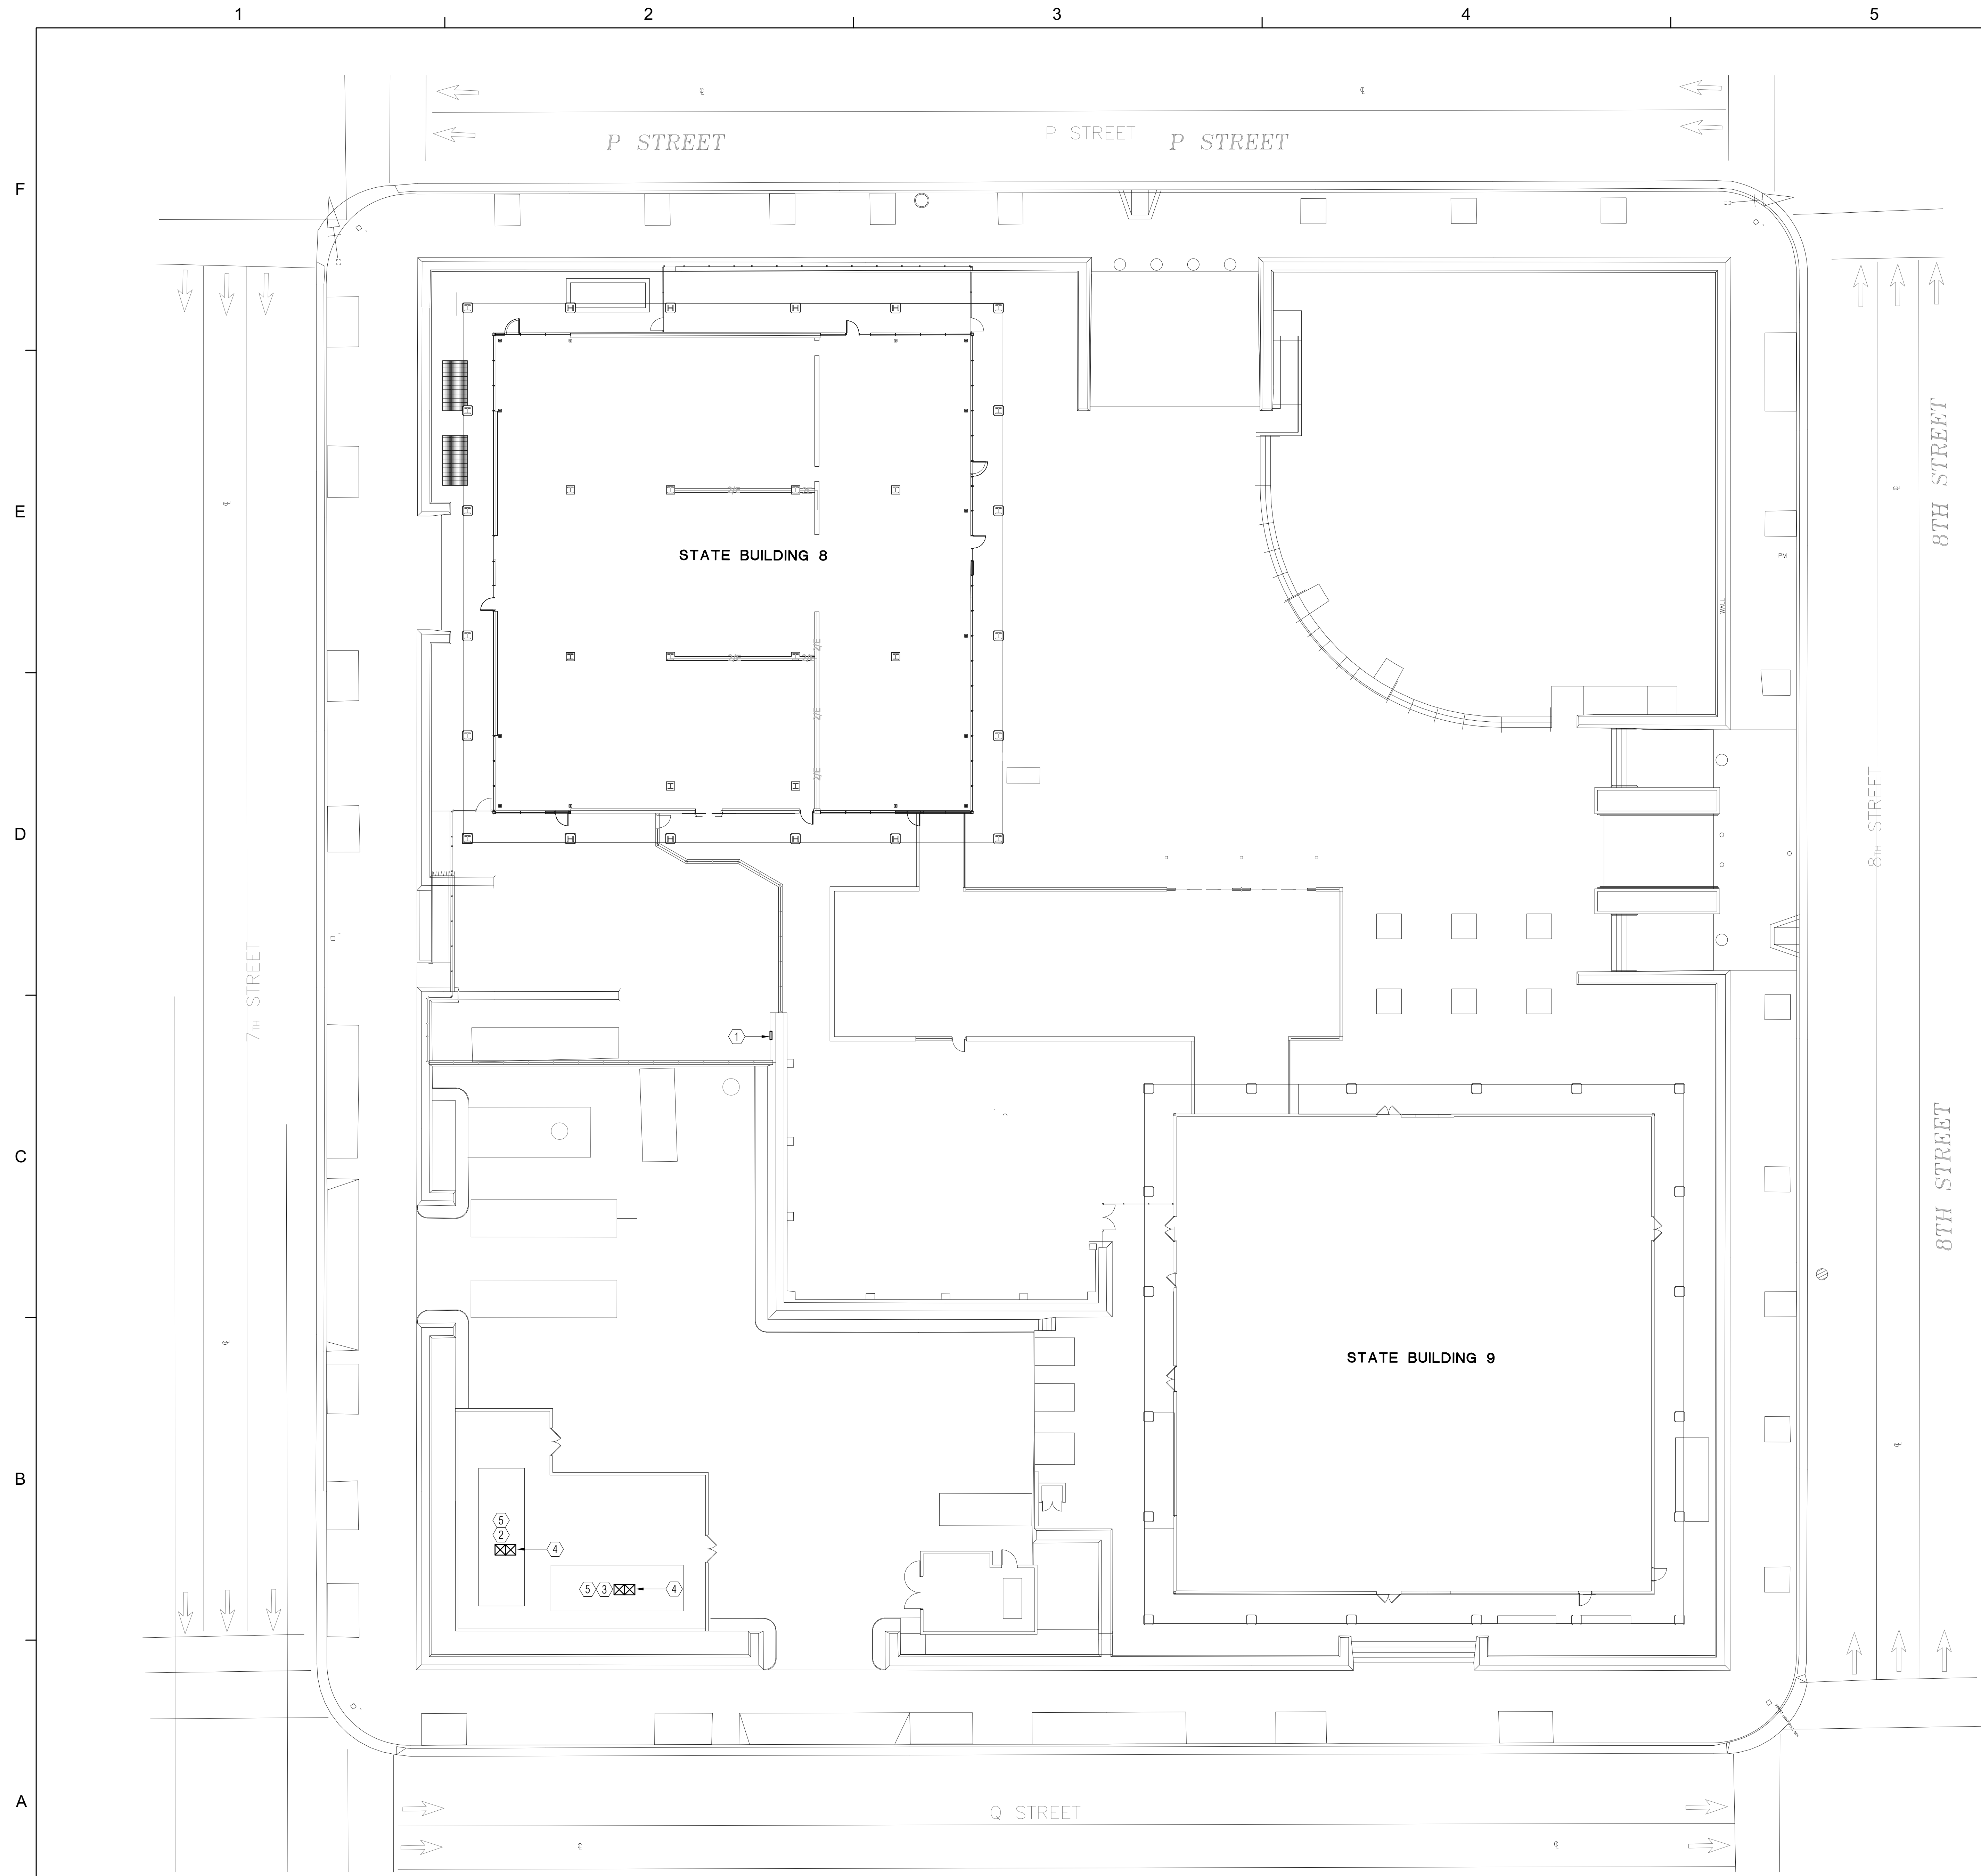 1 2 3 4 5
P STREET P STREET P STREET
F
8TH STREET
E
STATE BUILDING 8
PM
WALL
8TH STREET
D
7TH STREET
1
C
8TH STREET
STATE BUILDING 9
B
5
2
4
5 3 4
A
Q STREET